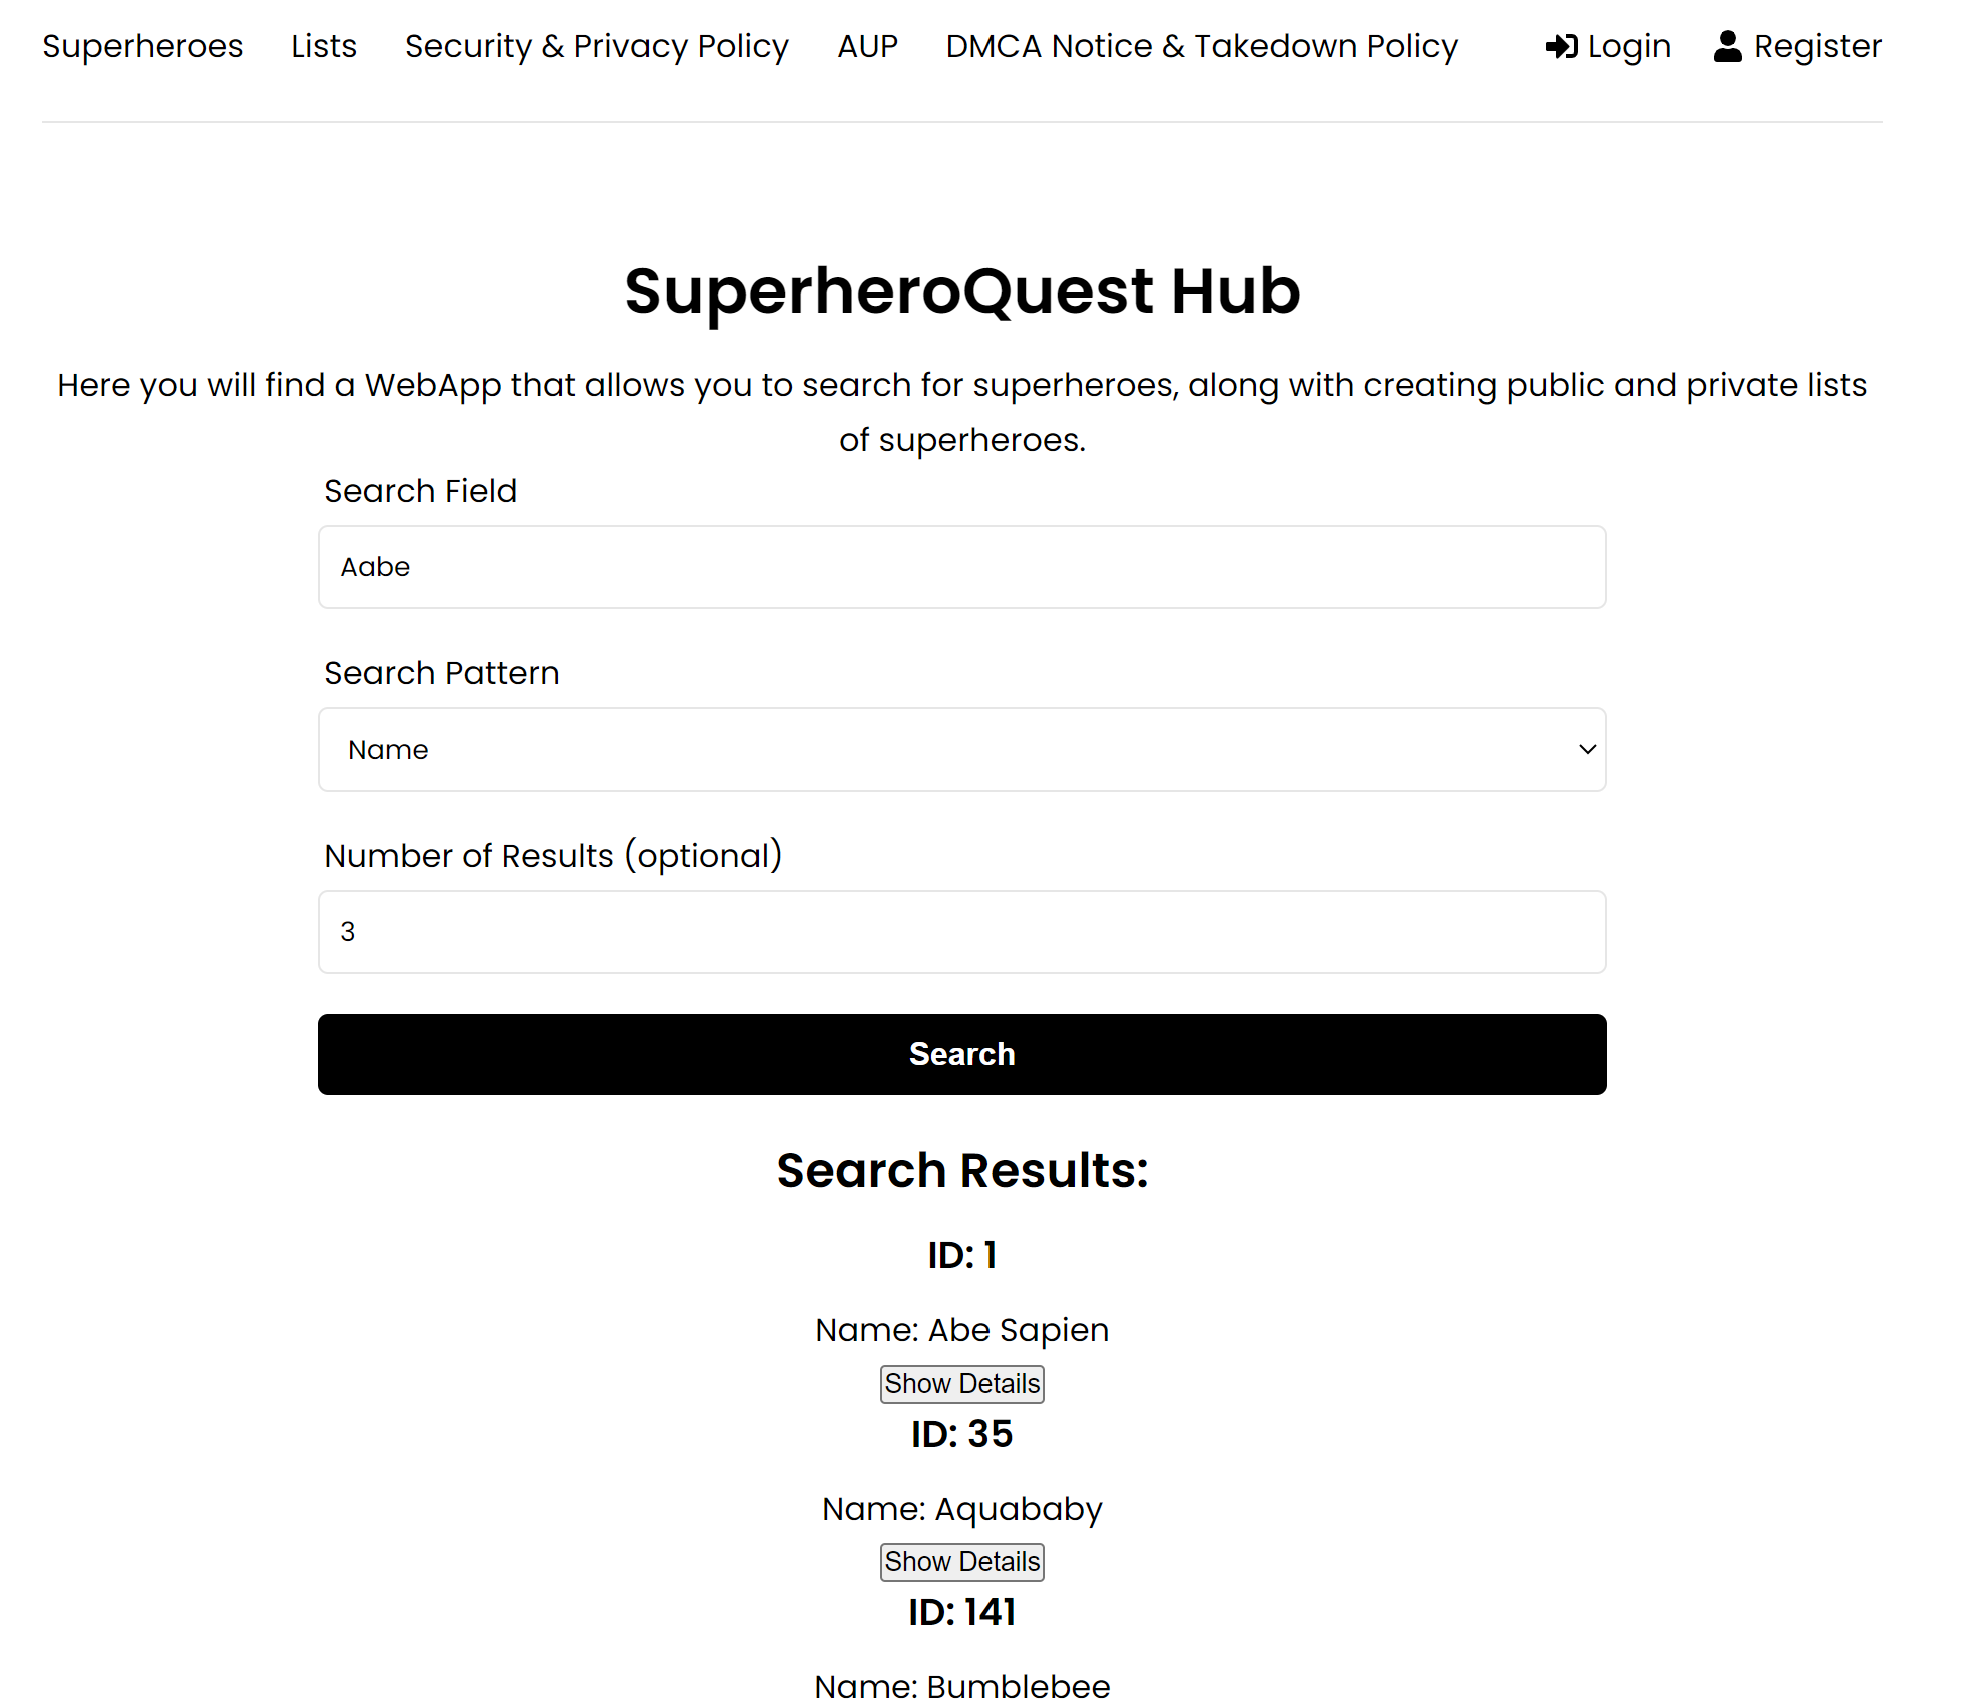 Superheroes Lists Security & Privacy Policy AUP DMCA Notice & Takedown Policy Login Register
SuperheroQuest Hub
Here you will find a WebApp that allows you to search for superheroes, along with creating public and private lists
of superheroes.
Search Field
Aabe
Search Pattern
Name
Number of Results (optional)
3
Search
Search Results:
ID: 1
Name: Abe Sapien
Show Details
ID: 35
Name: Aquababy
Show Details
ID: 141
Name: Bumblebee